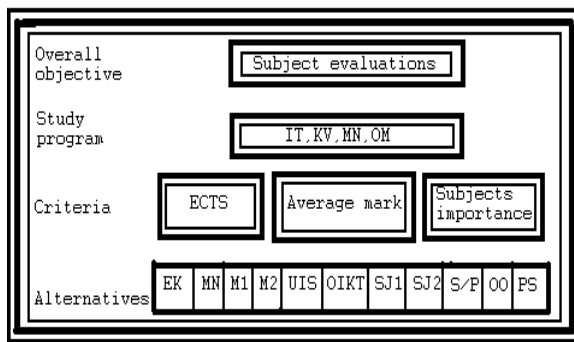 Overall
objective
Subject evaluations
Study
program
IT,KV,MN,OM
Criteria
ECTS
Average mark
Subjects
importance
Alternatives
EK MN M1 M2 UIS OIKT SJ1 SJ2 S/P OO PS